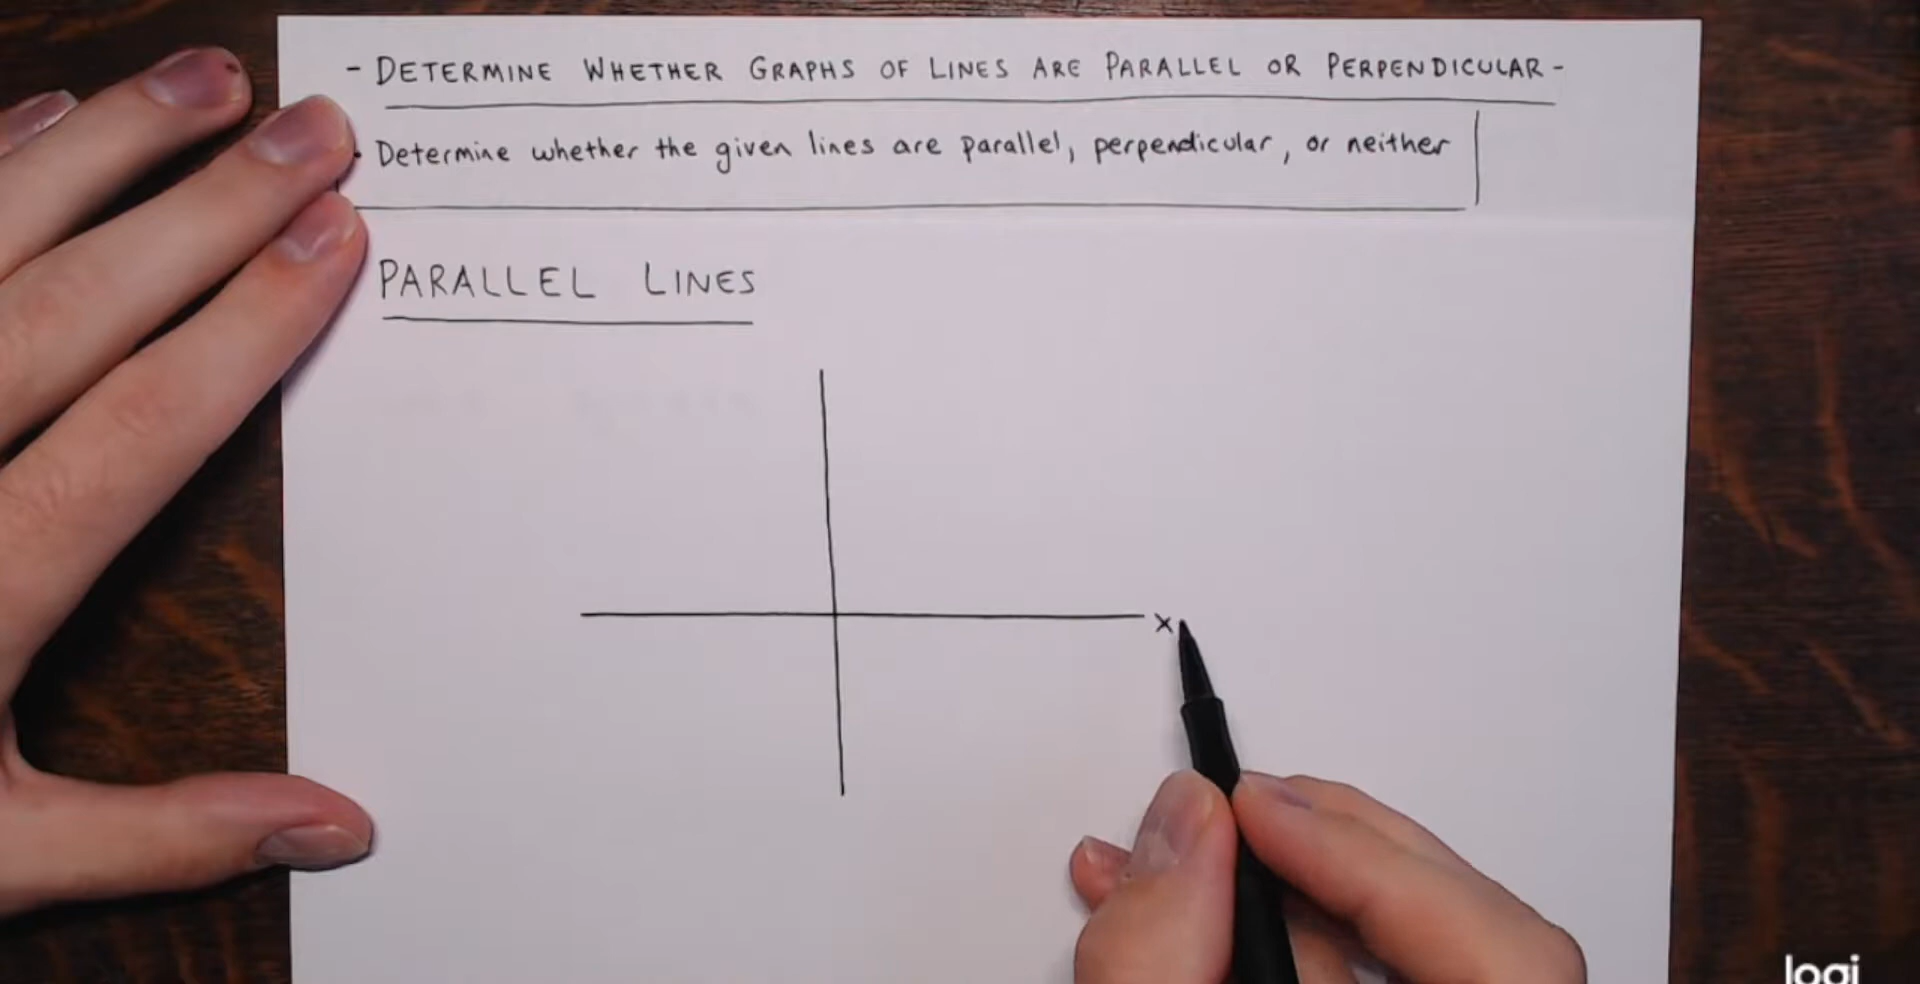 - DETERMINE WHETHER GRAPHS OF LINES ARE PARALLEL OR PERPENDICULAR -
• Determine whether the given lines are parallel, perpendicular, or neither
PARALLEL LINES
x
logi